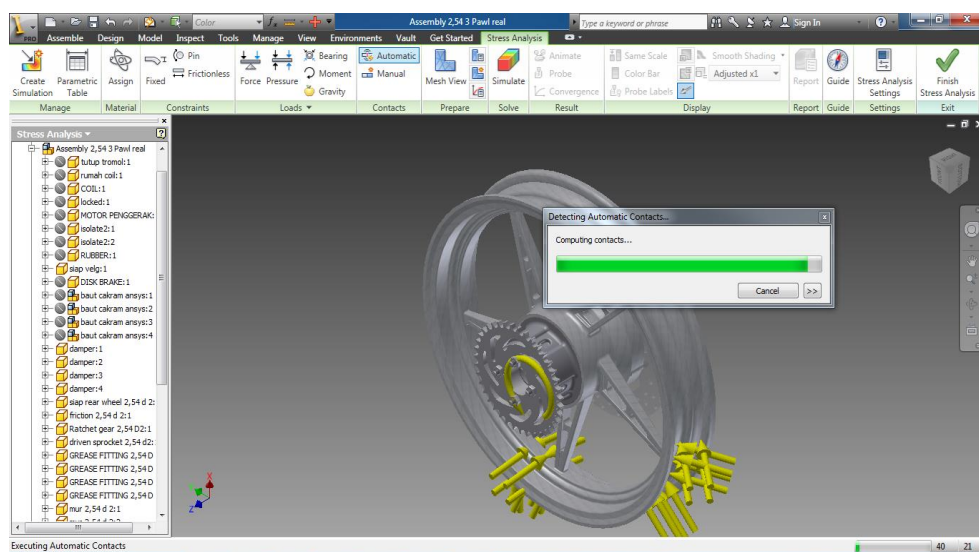 Color
Assembly 2,54 3 Pawl real
Type a keyword or phrase
Sign In
PRO
Assemble Design Model Inspect Tools Manage View Environments Vault Get Started Stress Analysis
Create Simulation
Parametric Table
Assign
Fixed
Pin
Frictionless
Force
Pressure
Bearing
Moment
Gravity
Automatic
Manual
Mesh View
Simulate
Animate
Probe
Convergence
Same Scale
Color Bar
Probe Labels
Smooth Shading
Adjusted x1
Report
Guide
Stress Analysis Settings
Finish Stress Analysis
Manage Material Constraints Loads Contacts Prepare Solve Result Display Report Guide Settings Exit
Stress Analysis
Assembly 2,54 3 Pawl real
tutup tromol:1
rumah coil:1
COIL:1
locked:1
MOTOR PENGGERAK:
isolate2:1
isolate2:2
RUBBER:1
siap velg:1
DISK BRAKE:1
baut cakram ansys:1
baut cakram ansys:2
baut cakram ansys:3
baut cakram ansys:4
damper:1
damper:2
damper:3
damper:4
siap rear wheel 2,54 d 2:
friction 2,54 d 2:1
Ratchet gear 2,54 D2:1
driven sprocket 2,54 d2:
GREASE FITTING 2,54 D
GREASE FITTING 2,54 D
GREASE FITTING 2,54 D
GREASE FITTING 2,54 D
mur 2,54 d 2:1
Detecting Automatic Contacts...
Computing contacts...
Cancel >>
X
Z
Executing Automatic Contacts
40 21